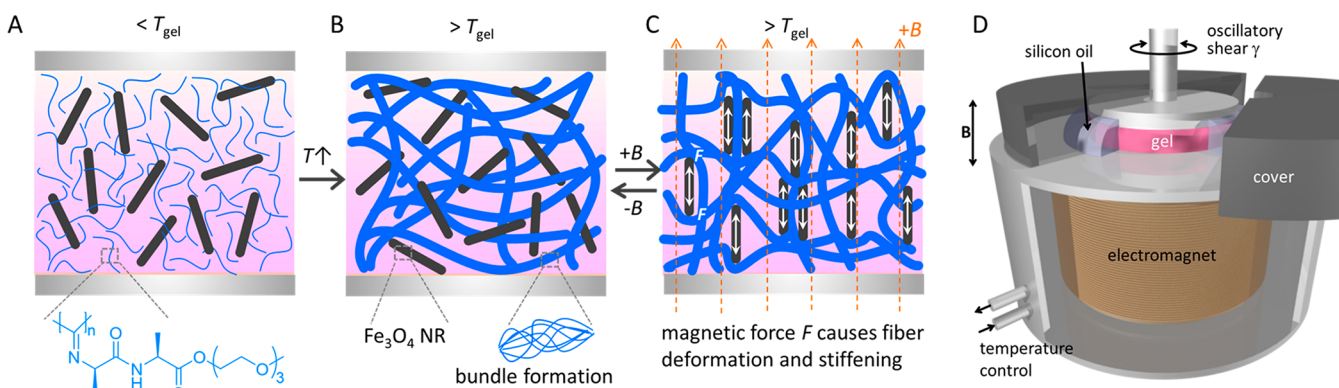 A
< Tgel
T↑
n
O
N
N
H
O
O
O
3
B
> Tgel
Fe3O4 NR
bundle formation
+B
-B
C
> Tgel
+B
F
F
magnetic force F causes fiber
deformation and stiffening
D
silicon oil
oscillatory
shear γ
B
gel
cover
electromagnet
temperature
control